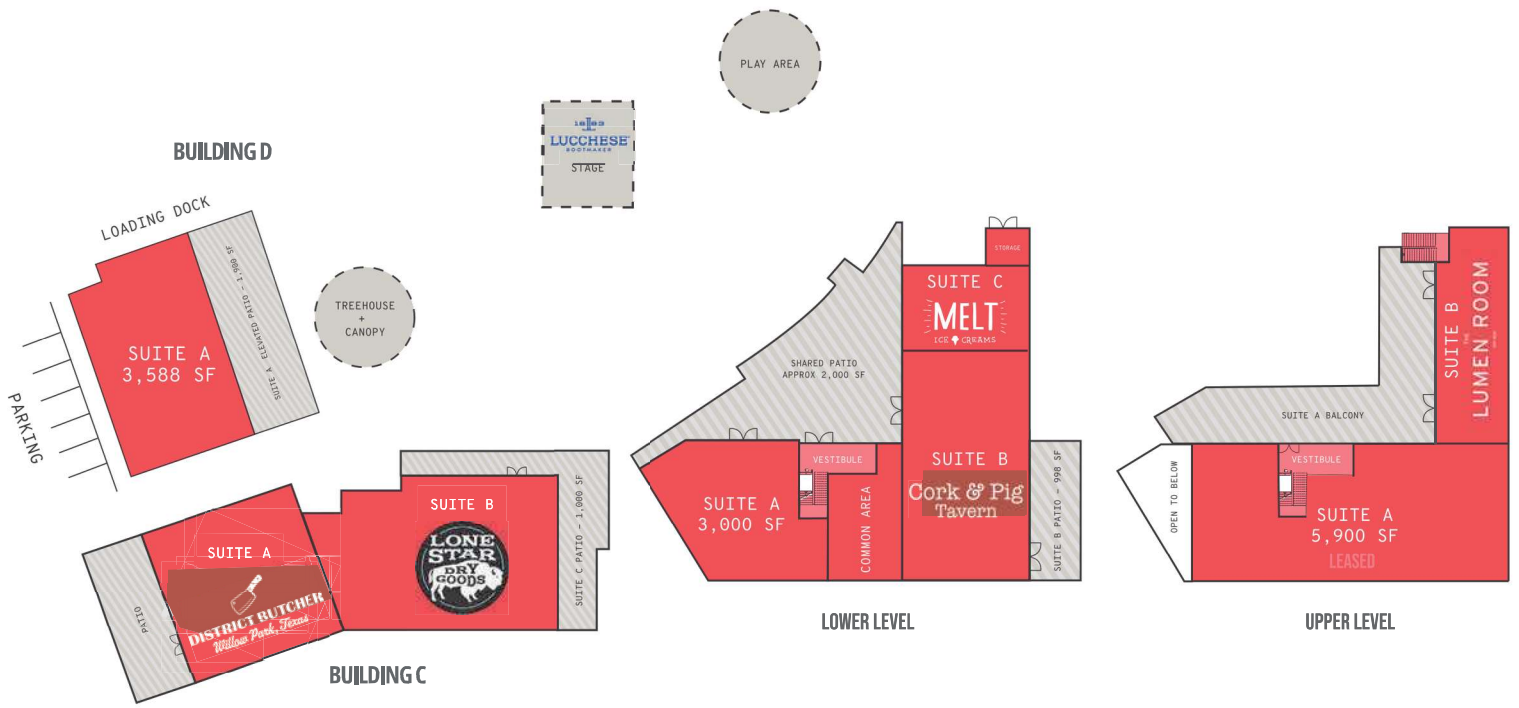 PLAY AREA
1883
LUCCHESE
BOOTMAKER
STAGE
BUILDING D
LOADING DOCK
SUITE A - ELEVATED PATIO - 1,900 SF
SUITE A
3,588 SF
PARKING
TREEHOUSE
+
CANOPY
SUITE A
DISTRICT BUTCHER
Willow Park, Texas
PATIO
SUITE B
LONE
STAR
DRY
GOODS
SUITE C PATIO - 1,000 SF
BUILDING C
STORAGE
SUITE C
MELT
ICE CREAMS
SHARED PATIO
APPROX 2,000 SF
VESTIBULE
SUITE A
3,000 SF
COMMON AREA
SUITE B
Cork & Pig
Tavern
SUITE B PATIO - 998 SF
LOWER LEVEL
SUITE B
THE
LUMEN ROOM
SUITE A BALCONY
OPEN TO BELOW
VESTIBULE
SUITE A
5,900 SF
LEASED
UPPER LEVEL